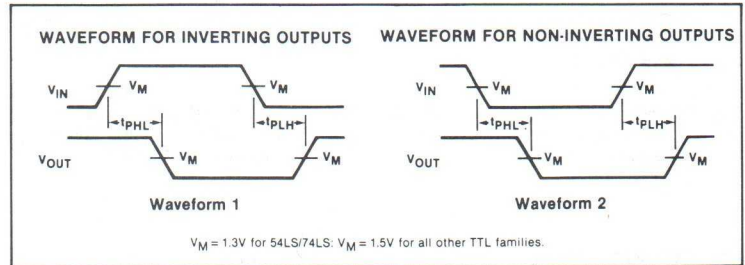 WAVEFORM FOR INVERTING OUTPUTS
VIN
VM
VM
tPHL
tPLH
VOUT
VM
VM
Waveform 1
WAVEFORM FOR NON-INVERTING OUTPUTS
VIN
VM
VM
tPHL
tPLH
VOUT
VM
VM
Waveform 2
VM = 1.3V for 54LS/74LS: VM = 1.5V for all other TTL families.